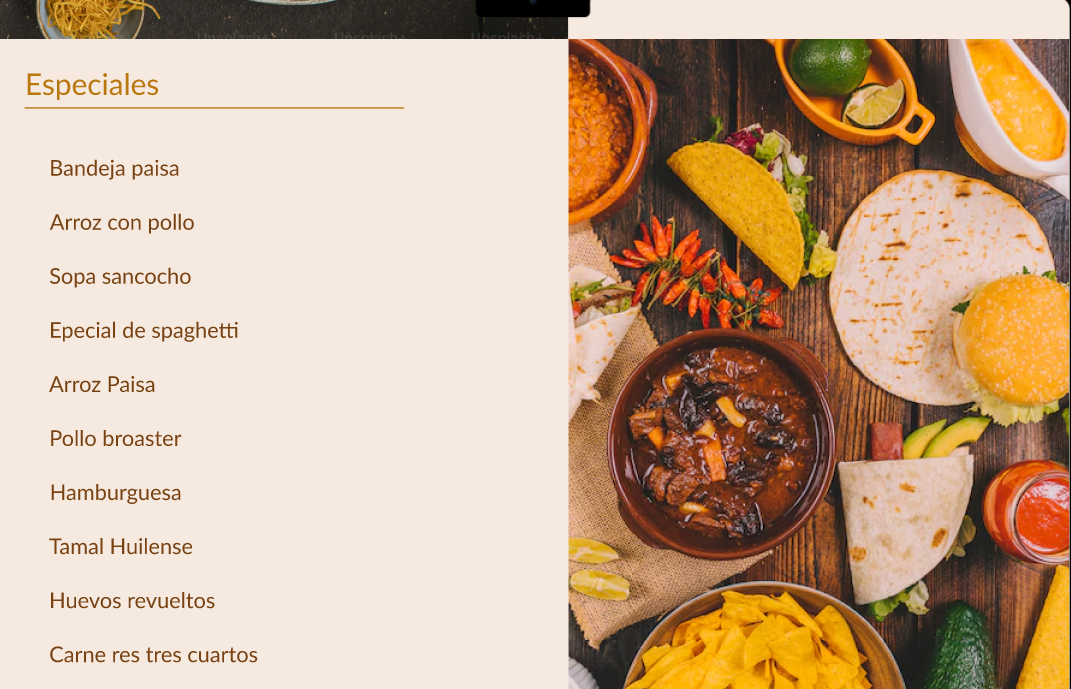 Especiales
Bandeja paisa
Arroz con pollo
Sopa sancocho
Epecial de spaghetti
Arroz Paisa
Pollo broaster
Hamburguesa
Tamal Huilense
Huevos revueltos
Carne res tres cuartos